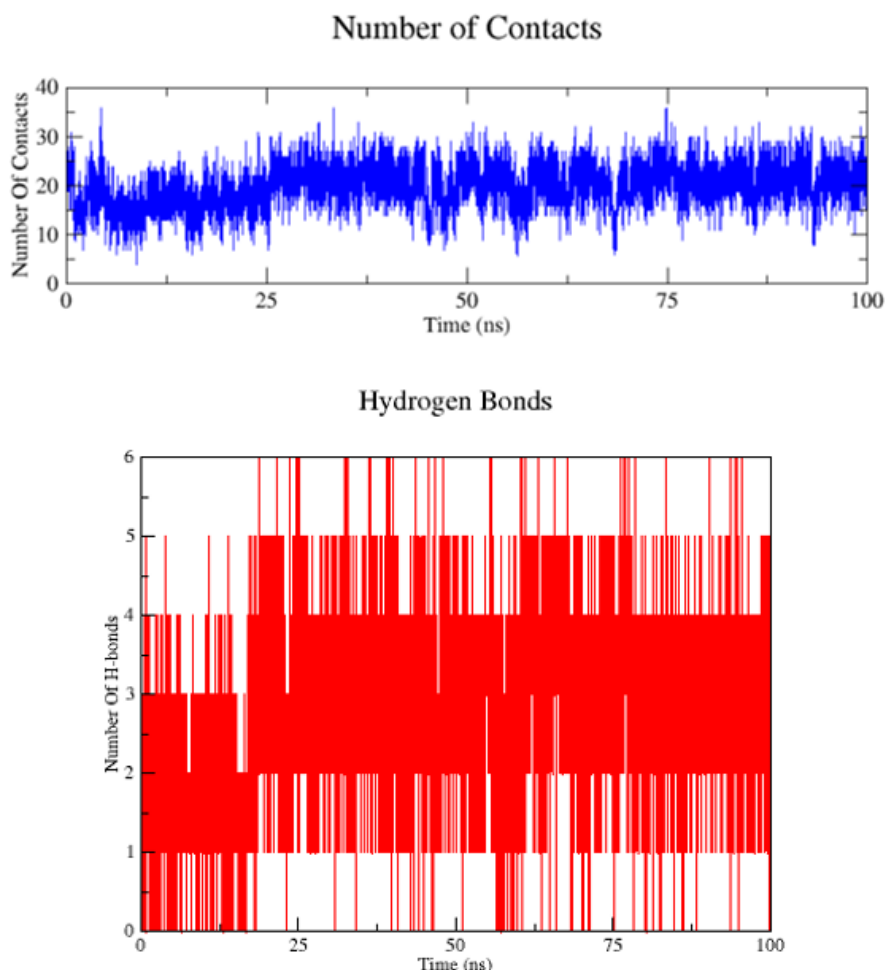 Number of Contacts
Number Of Contacts
40
30
20
10
0
0 25 50 75 100
Time (ns)
Hydrogen Bonds
Number Of H-bonds
6
5
4
3
2
1
0
0 25 50 75 100
Time (ns)